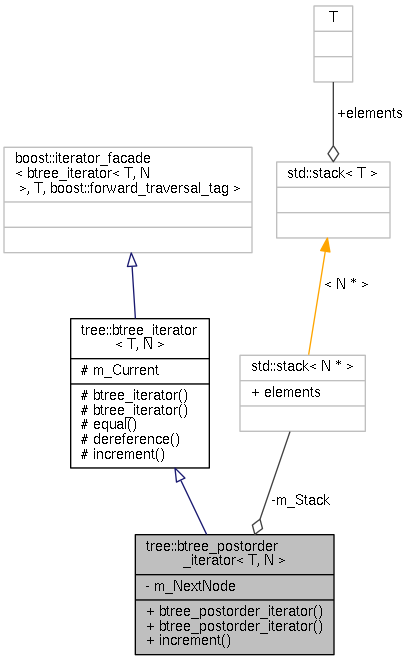 T
+elements
boost::iterator_facade
< btree_iterator< T, N
>, T, boost::forward_traversal_tag >
std::stack< T >
< N * >
tree::btree_iterator
< T, N >
# m_Current
# btree_iterator()
# btree_iterator()
# equal()
# dereference()
# increment()
std::stack< N * >
+ elements
-m_Stack
tree::btree_postorder
_iterator< T, N >
- m_NextNode
+ btree_postorder_iterator()
+ btree_postorder_iterator()
+ increment()